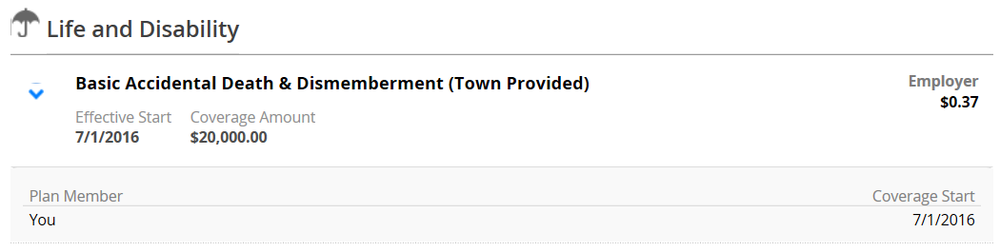 Life and Disability
Basic Accidental Death & Dismemberment (Town Provided)
Employer
$0.37
Effective Start Coverage Amount
7/1/2016 $20,000.00
Plan Member Coverage Start
You 7/1/2016